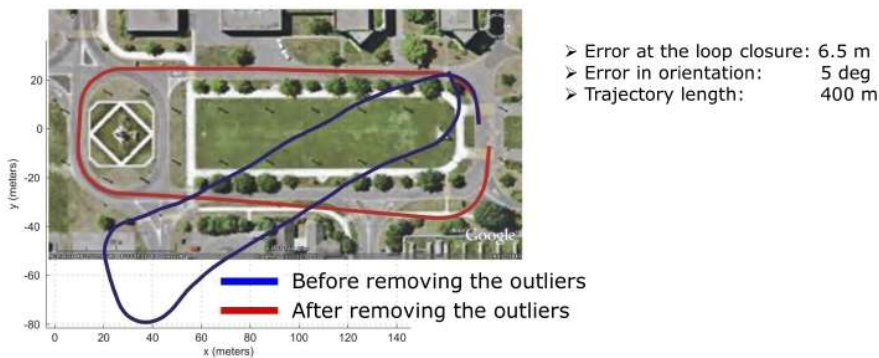 ➢ Error at the loop closure: 6.5 m
➢ Error in orientation: 5 deg
➢ Trajectory length: 400 m
y (meters)
20
0
-20
-40
-60
-80
Google
Before removing the outliers
After removing the outliers
0 20 40 60 80 100 120 140
x (meters)